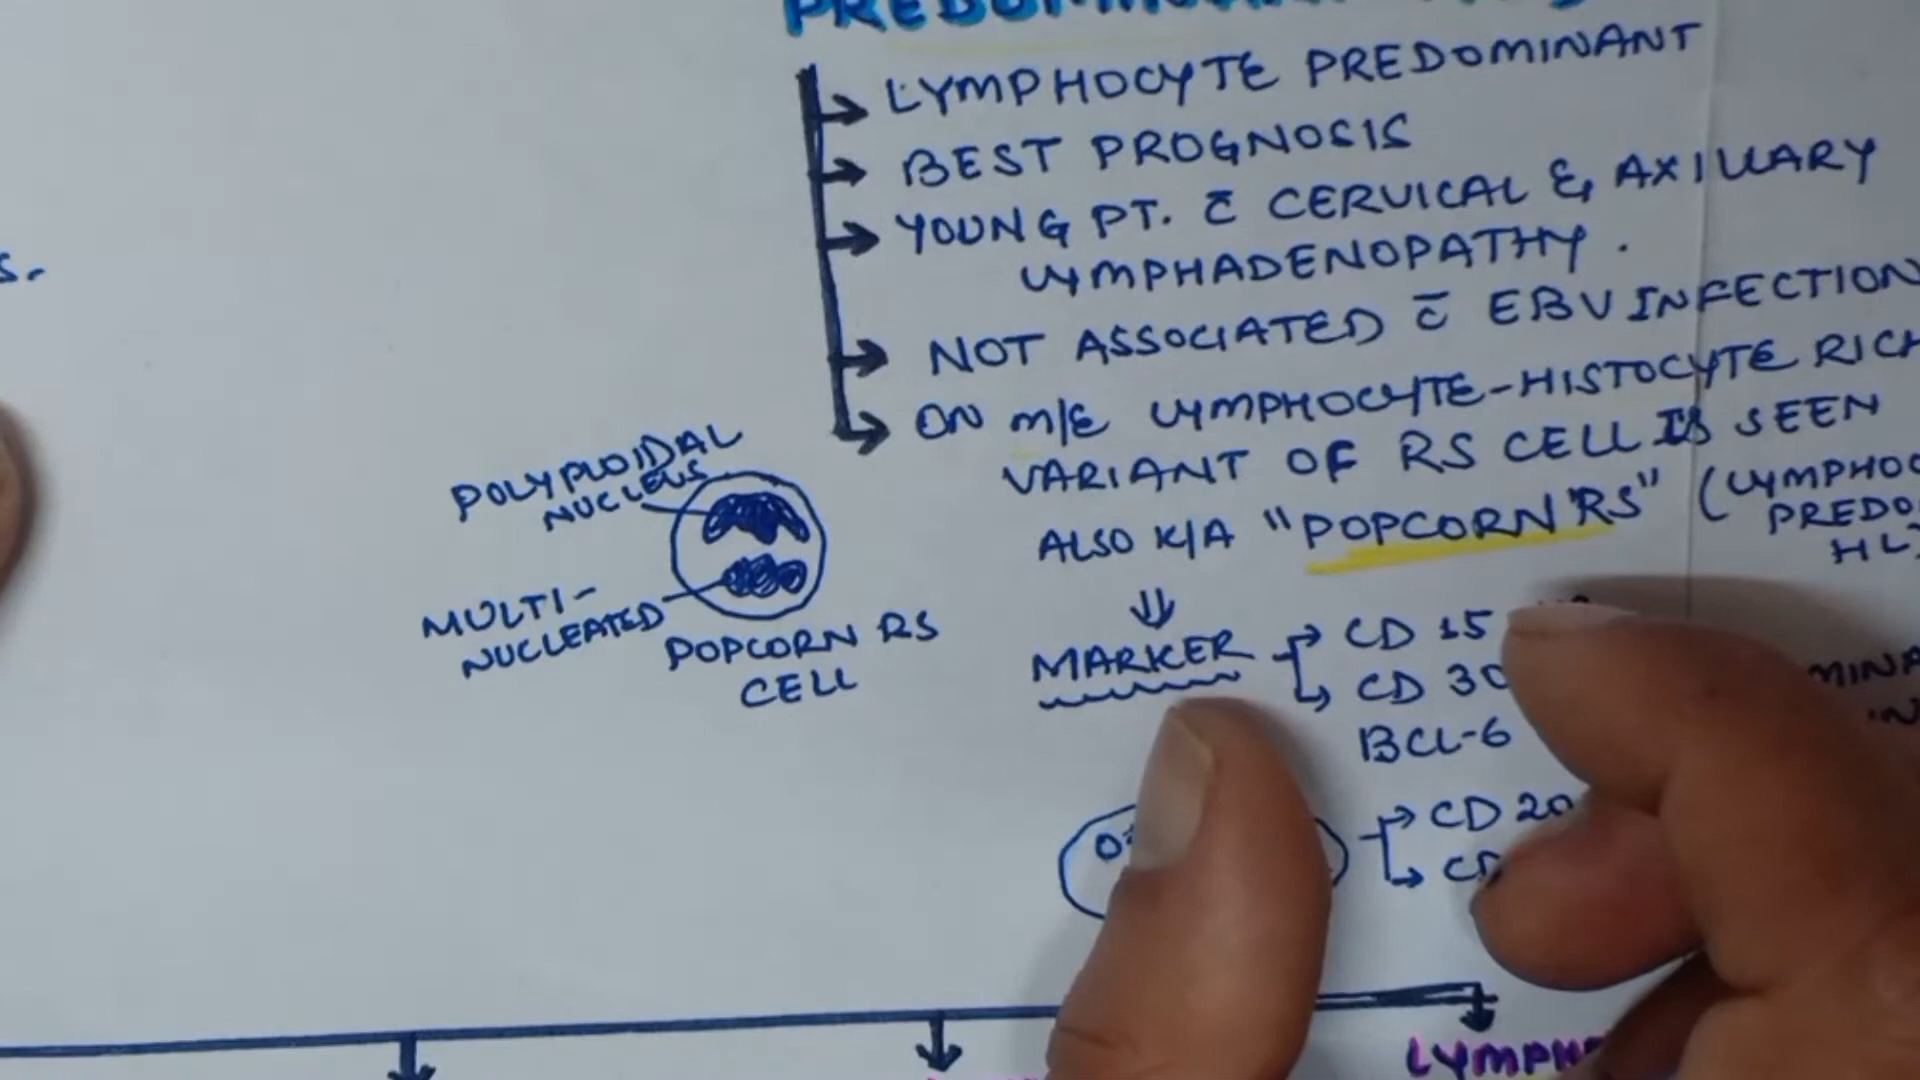 LYMPHOCYTE PREDOMINANT
BEST PROGNOSIS
YOUNG PT. c̄ CERVICAL & AXILLARY
LYMPHADENOPATHY.
NOT ASSOCIATED c̄ EBV INFECTION
ON M/E LYMPHOCYTE-HISTOCYTE RICH
VARIANT OF RS CELL IS SEEN
ALSO K/A "POPCORN RS" (LYMPHOC
PREDO
HL
POLYPLOIDAL
NUCLEUS
MULTI-
NUCLEATED
POPCORN RS
CELL
MARKER → CD 15
CD 30
BCL-6
CD 20